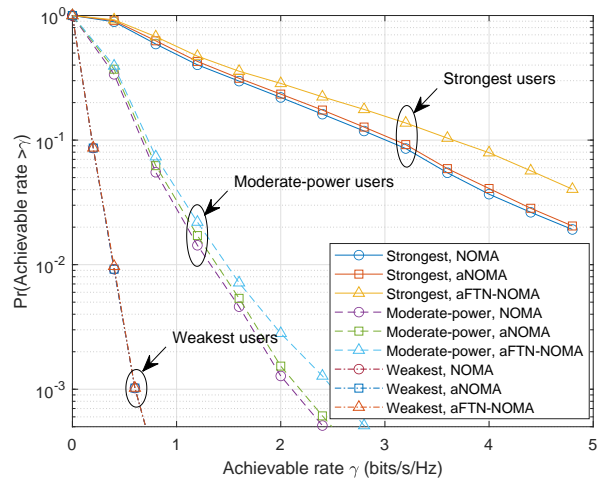 10^0
10^-1
10^-2
10^-3
Pr(Achievable rate >γ)
Strongest users
Moderate-power users
Weakest users
Strongest, NOMA
Strongest, aNOMA
Strongest, aFTN-NOMA
Moderate-power, NOMA
Moderate-power, aNOMA
Moderate-power, aFTN-NOMA
Weakest, NOMA
Weakest, aNOMA
Weakest, aFTN-NOMA
0 1 2 3 4 5
Achievable rate γ (bits/s/Hz)